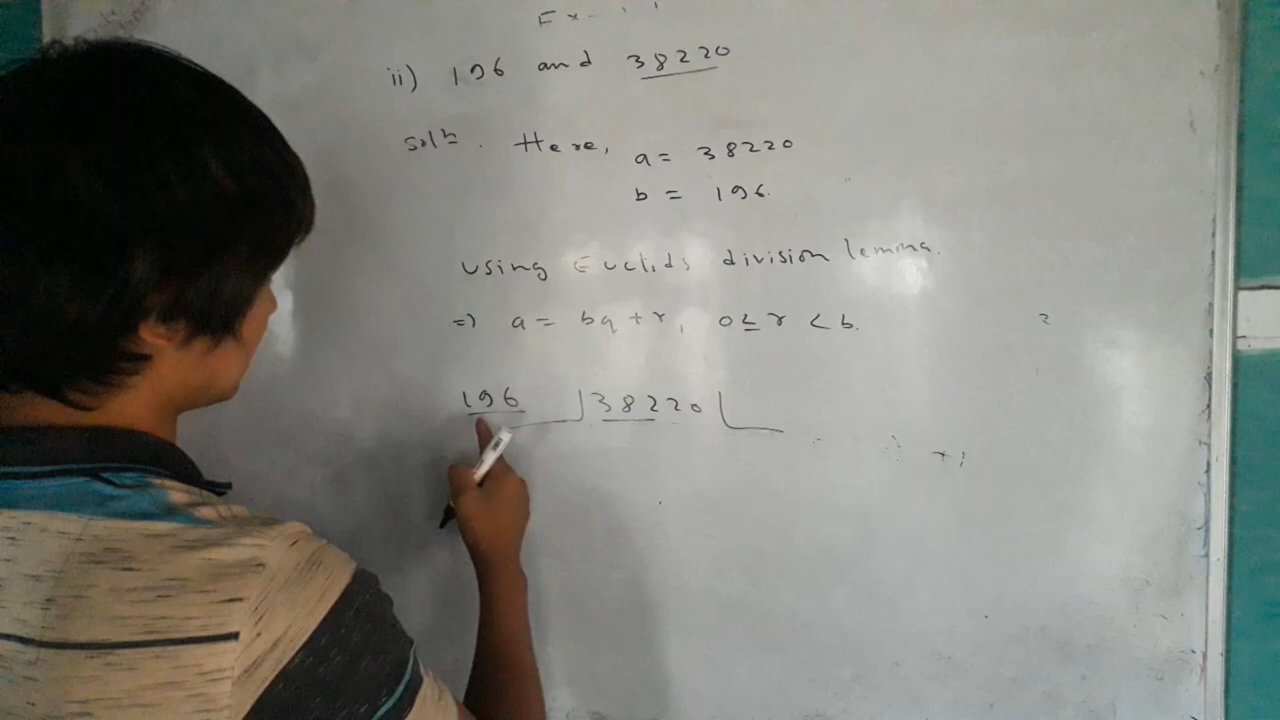 Ex-
ii) 196 and 38220
solⁿ. Here, a = 38220
b = 196.
using Euclids division lemma.
=) a = bq + r, 0 ≤ r < b.
196 38220